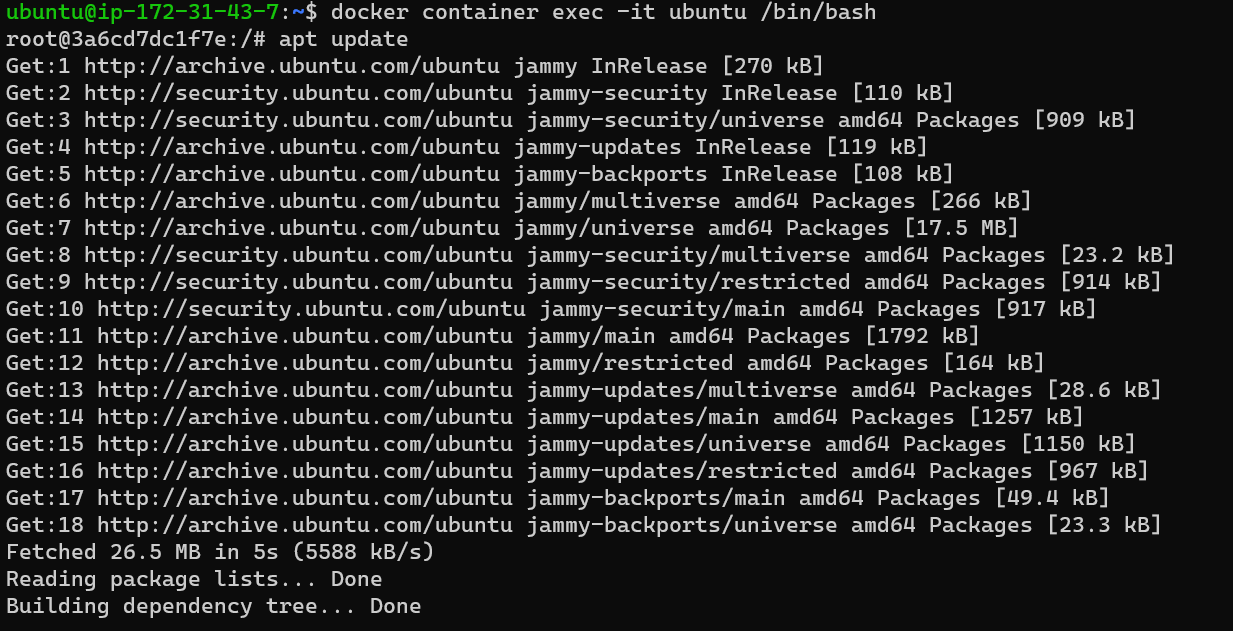 ubuntu@ip-172-31-43-7:~$ docker container exec -it ubuntu /bin/bash
root@3a6cd7dc1f7e:/# apt update
Get:1 http://archive.ubuntu.com/ubuntu jammy InRelease [270 kB]
Get:2 http://security.ubuntu.com/ubuntu jammy-security InRelease [110 kB]
Get:3 http://security.ubuntu.com/ubuntu jammy-security/universe amd64 Packages [909 kB]
Get:4 http://archive.ubuntu.com/ubuntu jammy-updates InRelease [119 kB]
Get:5 http://archive.ubuntu.com/ubuntu jammy-backports InRelease [108 kB]
Get:6 http://archive.ubuntu.com/ubuntu jammy/multiverse amd64 Packages [266 kB]
Get:7 http://archive.ubuntu.com/ubuntu jammy/universe amd64 Packages [17.5 MB]
Get:8 http://security.ubuntu.com/ubuntu jammy-security/multiverse amd64 Packages [23.2 kB]
Get:9 http://security.ubuntu.com/ubuntu jammy-security/restricted amd64 Packages [914 kB]
Get:10 http://security.ubuntu.com/ubuntu jammy-security/main amd64 Packages [917 kB]
Get:11 http://archive.ubuntu.com/ubuntu jammy/main amd64 Packages [1792 kB]
Get:12 http://archive.ubuntu.com/ubuntu jammy/restricted amd64 Packages [164 kB]
Get:13 http://archive.ubuntu.com/ubuntu jammy-updates/multiverse amd64 Packages [28.6 kB]
Get:14 http://archive.ubuntu.com/ubuntu jammy-updates/main amd64 Packages [1257 kB]
Get:15 http://archive.ubuntu.com/ubuntu jammy-updates/universe amd64 Packages [1150 kB]
Get:16 http://archive.ubuntu.com/ubuntu jammy-updates/restricted amd64 Packages [967 kB]
Get:17 http://archive.ubuntu.com/ubuntu jammy-backports/main amd64 Packages [49.4 kB]
Get:18 http://archive.ubuntu.com/ubuntu jammy-backports/universe amd64 Packages [23.3 kB]
Fetched 26.5 MB in 5s (5588 kB/s)
Reading package lists... Done
Building dependency tree... Done